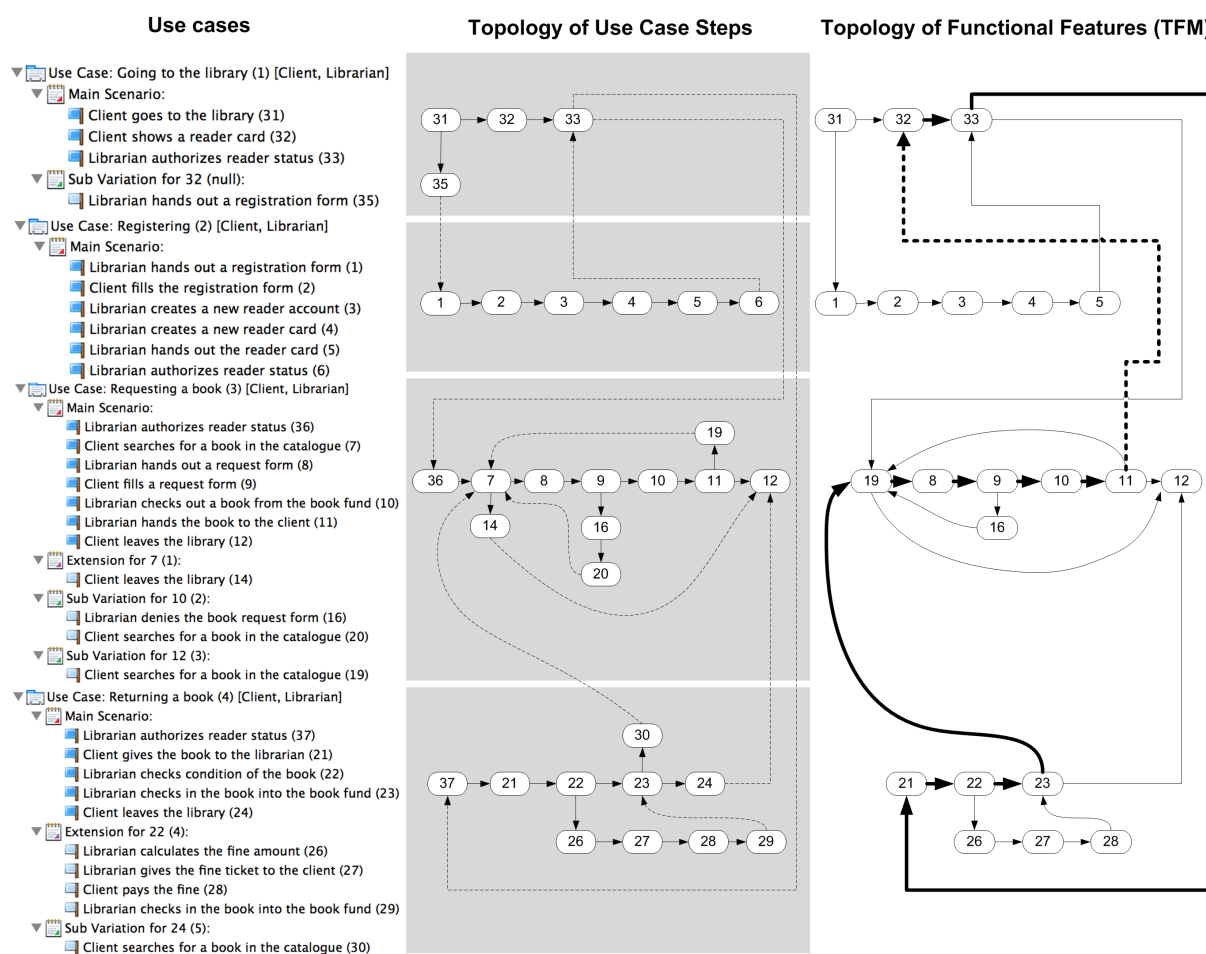 Use cases
Topology of Use Case Steps
Topology of Functional Features (TFM)
Use Case: Going to the library (1) [Client, Librarian]
Main Scenario:
Client goes to the library (31)
Client shows a reader card (32)
Librarian authorizes reader status (33)
Sub Variation for 32 (null):
Librarian hands out a registration form (35)
Use Case: Registering (2) [Client, Librarian]
Main Scenario:
Librarian hands out a registration form (1)
Client fills the registration form (2)
Librarian creates a new reader account (3)
Librarian creates a new reader card (4)
Librarian hands out the reader card (5)
Librarian authorizes reader status (6)
Use Case: Requesting a book (3) [Client, Librarian]
Main Scenario:
Librarian authorizes reader status (36)
Client searches for a book in the catalogue (7)
Librarian hands out a request form (8)
Client fills a request form (9)
Librarian checks out a book from the book fund (10)
Librarian hands the book to the client (11)
Client leaves the library (12)
Extension for 7 (1):
Client leaves the library (14)
Sub Variation for 10 (2):
Librarian denies the book request form (16)
Client searches for a book in the catalogue (20)
Sub Variation for 12 (3):
Client searches for a book in the catalogue (19)
Use Case: Returning a book (4) [Client, Librarian]
Main Scenario:
Librarian authorizes reader status (37)
Client gives the book to the librarian (21)
Librarian checks condition of the book (22)
Librarian checks in the book into the book fund (23)
Client leaves the library (24)
Extension for 22 (4):
Librarian calculates the fine amount (26)
Librarian gives the fine ticket to the client (27)
Client pays the fine (28)
Librarian checks in the book into the book fund (29)
Sub Variation for 24 (5):
Client searches for a book in the catalogue (30)
31 32 33
35
1 2 3 4 5 6
19
36 7 8 9 10 11 12
14 16
20
30
37 21 22 23 24
26 27 28 29
31 32 33
1 2 3 4 5
19 8 9 10 11 12
16
21 22 23
26 27 28